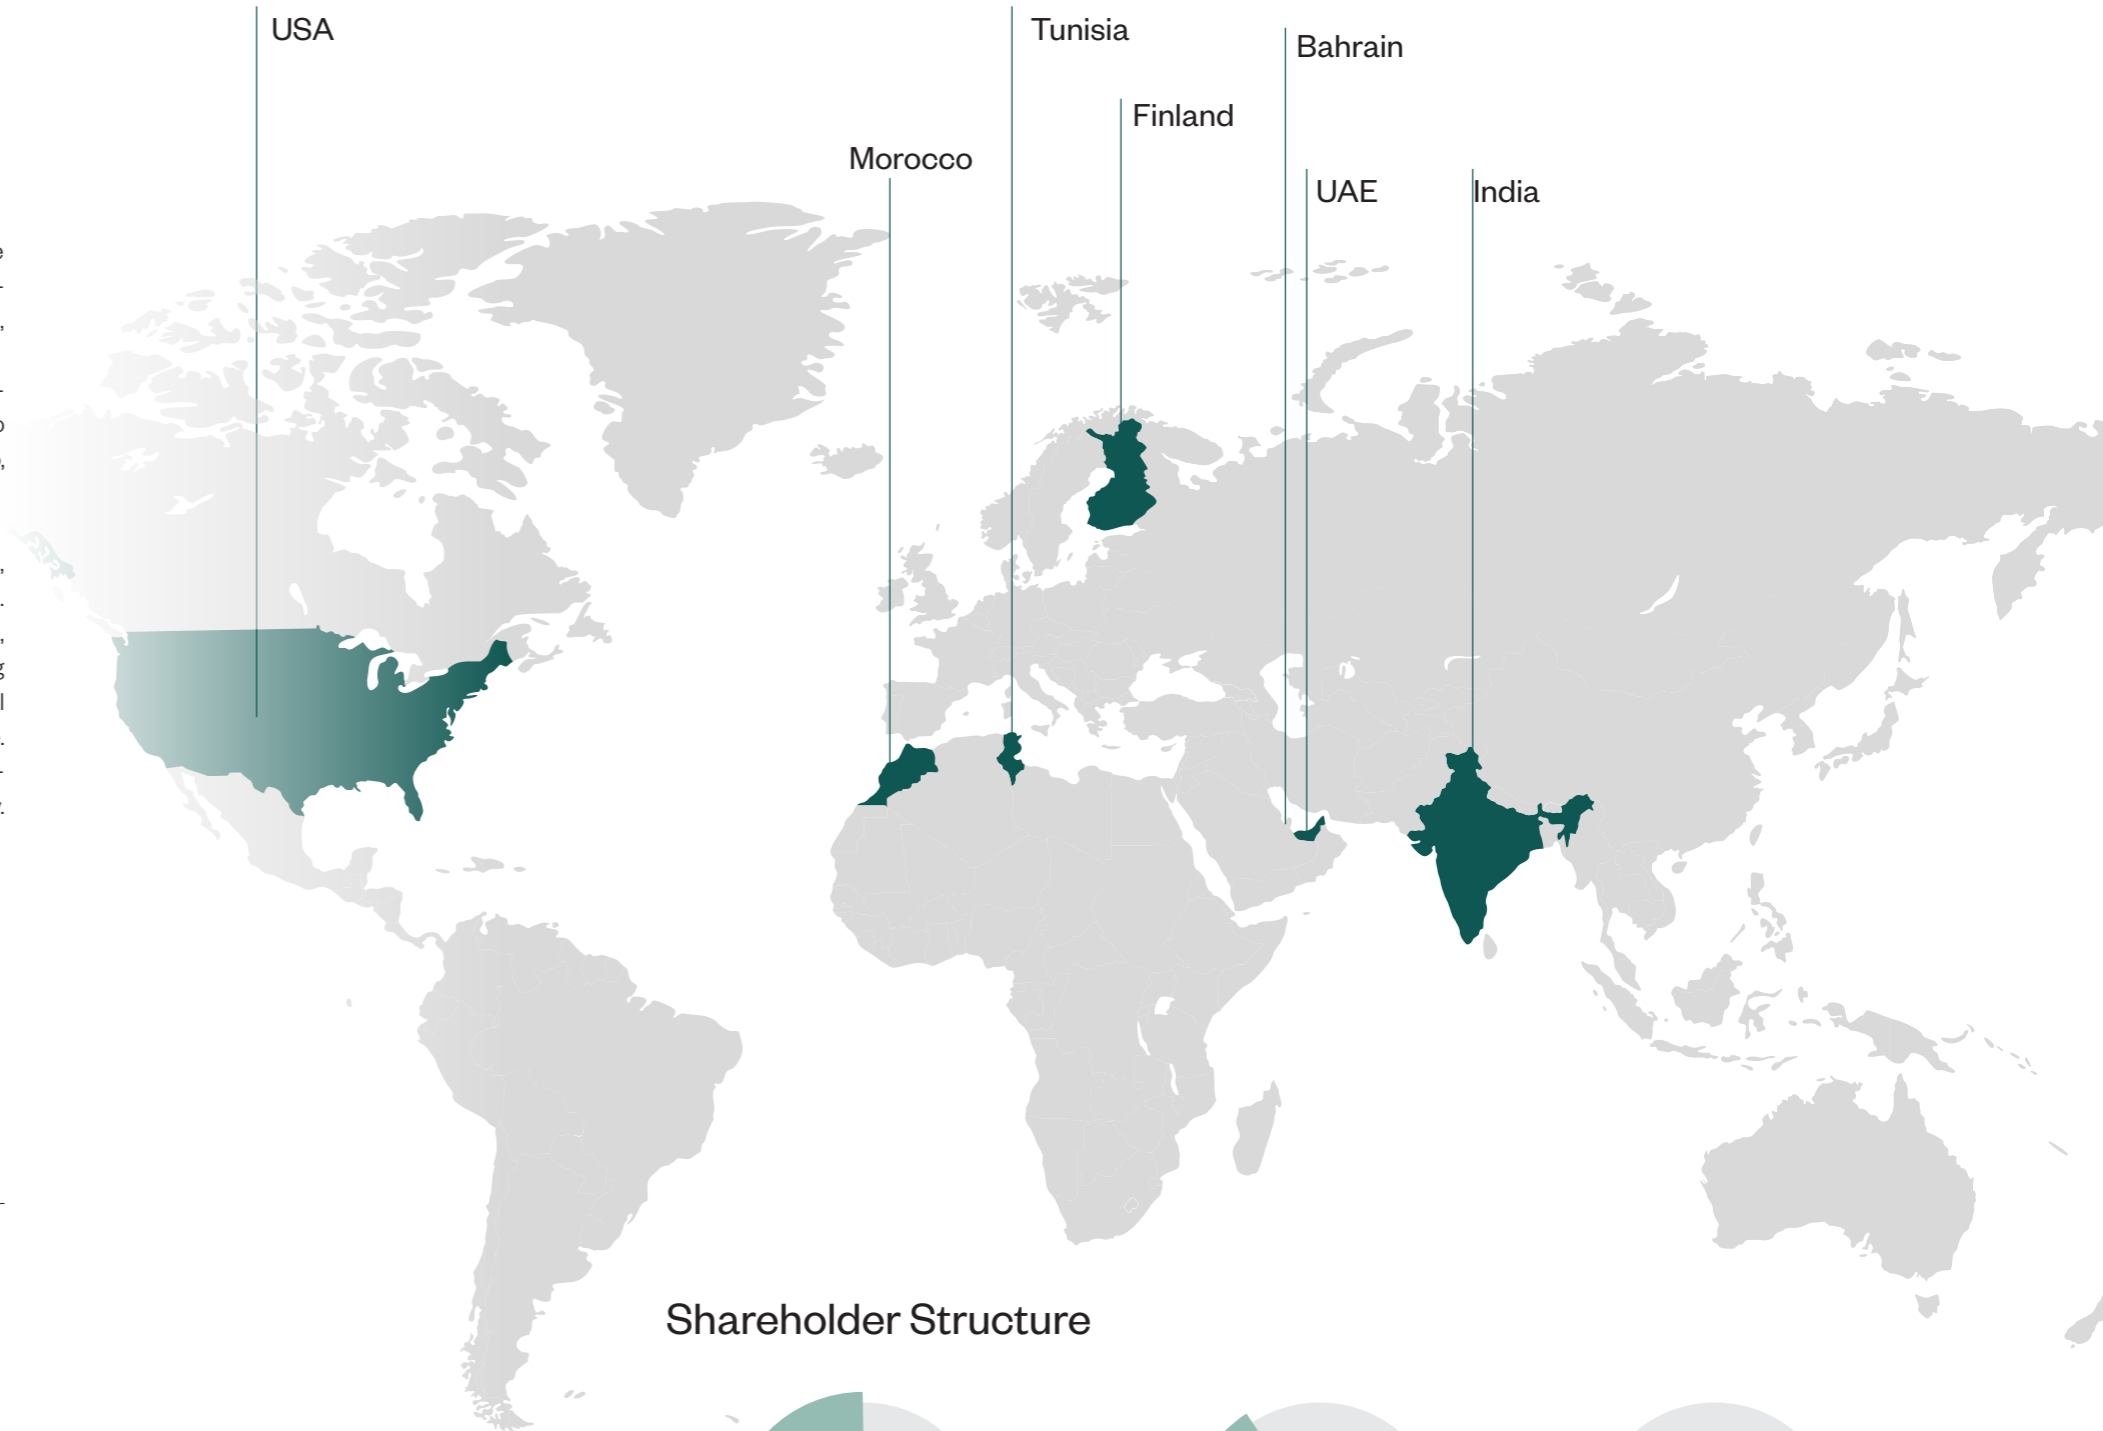 USA
Tunisia
Bahrain
Finland
Morocco
UAE
India
Shareholder Structure